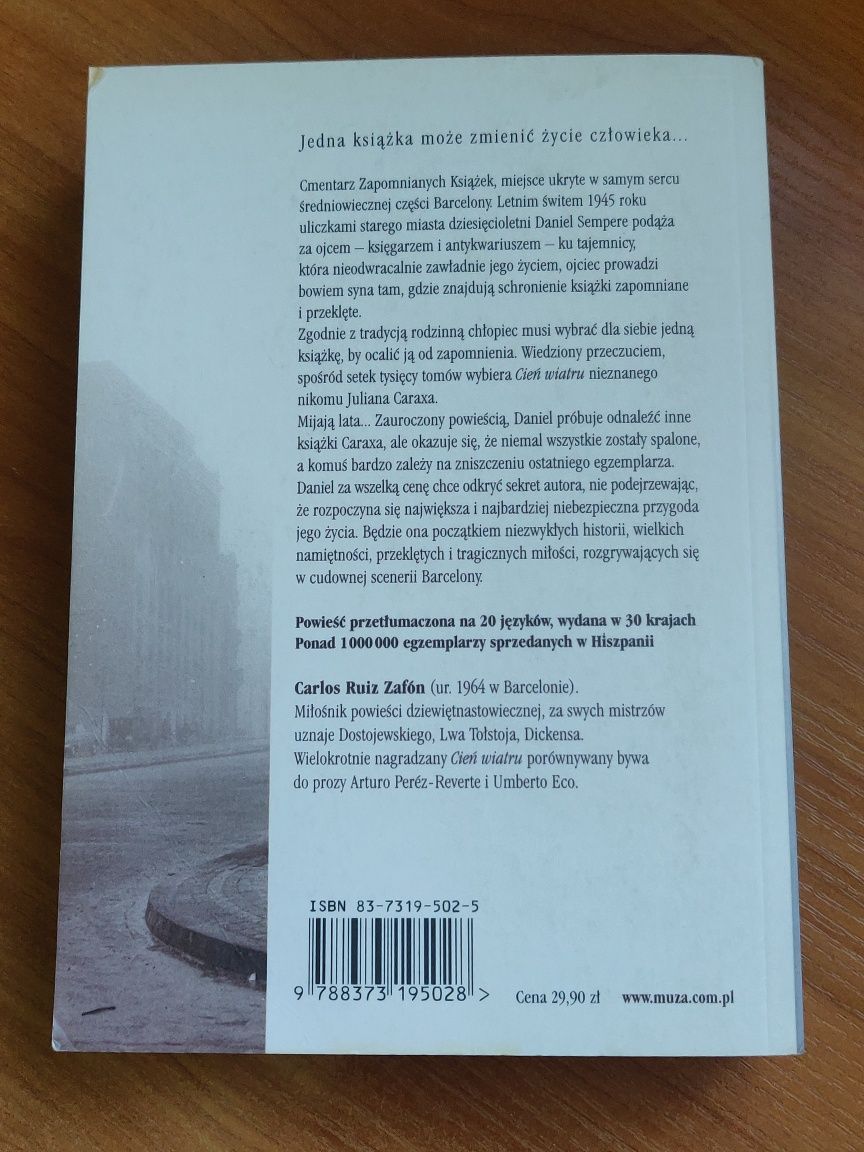 Jedna książka może zmienić życie człowieka...
Cmentarz Zapomnianych Książek, miejsce ukryte w samym sercu
średniowiecznej części Barcelony. Letnim świtem 1945 roku
uliczkami starego miasta dziesięcioletni Daniel Sempere podąża
za ojcem – księgarzem i antykwariuszem – ku tajemnicy,
która nieodwracalnie zawładnie jego życiem, ojciec prowadzi
bowiem syna tam, gdzie znajdują schronienie książki zapomniane
i przeklęte.
Zgodnie z tradycją rodzinną chłopiec musi wybrać dla siebie jedną
książkę, by ocalić ją od zapomnienia. Wiedziony przeczuciem,
spośród setek tysięcy tomów wybiera Cień wiatru nieznanego
nikomu Juliana Caraxa.
Mijają lata... Zauroczony powieścią, Daniel próbuje odnaleźć inne
książki Caraxa, ale okazuje się, że niemal wszystkie zostały spalone,
a komuś bardzo zależy na zniszczeniu ostatniego egzemplarza.
Daniel za wszelką cenę chce odkryć sekret autora, nie podejrzewając,
że rozpoczyna się największa i najbardziej niebezpieczna przygoda
jego życia. Będzie ona początkiem niezwykłych historii, wielkich
namiętności, przeklętych i tragicznych miłości, rozgrywających się
w cudownej scenerii Barcelony.
Powieść przetłumaczona na 20 języków, wydana w 30 krajach
Ponad 1 000 000 egzemplarzy sprzedanych w Hiszpanii
Carlos Ruiz Zafón (ur. 1964 w Barcelonie).
Miłośnik powieści dziewiętnastowiecznej, za swych mistrzów
uznaje Dostojewskiego, Lwa Tołstoja, Dickensa.
Wielokrotnie nagradzany Cień wiatru porównywany bywa
do prozy Arturo Peréz-Reverte i Umberto Eco.
ISBN 83-7319-502-5
9 788373 195028 >
Cena 29,90 zł www.muza.com.pl